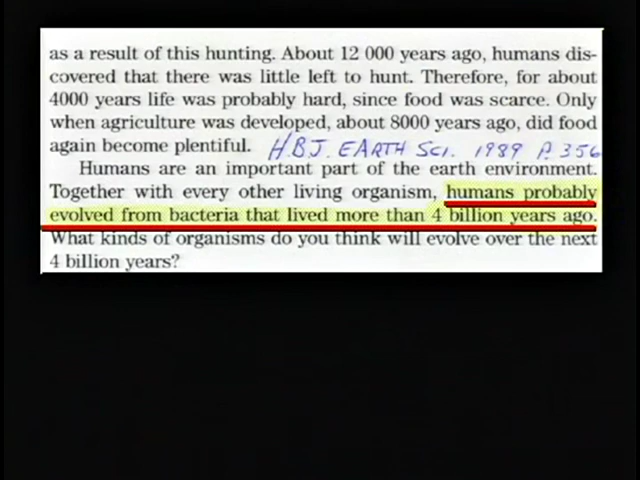 as a result of this hunting. About 12 000 years ago, humans dis-
covered that there was little left to hunt. Therefore, for about
4000 years life was probably hard, since food was scarce. Only
when agriculture was developed, about 8000 years ago, did food
again become plentiful. HBJ. EARTH SCI. 1989 P. 356
Humans are an important part of the earth environment.
Together with every other living organism, humans probably
evolved from bacteria that lived more than 4 billion years ago.
What kinds of organisms do you think will evolve over the next
4 billion years?